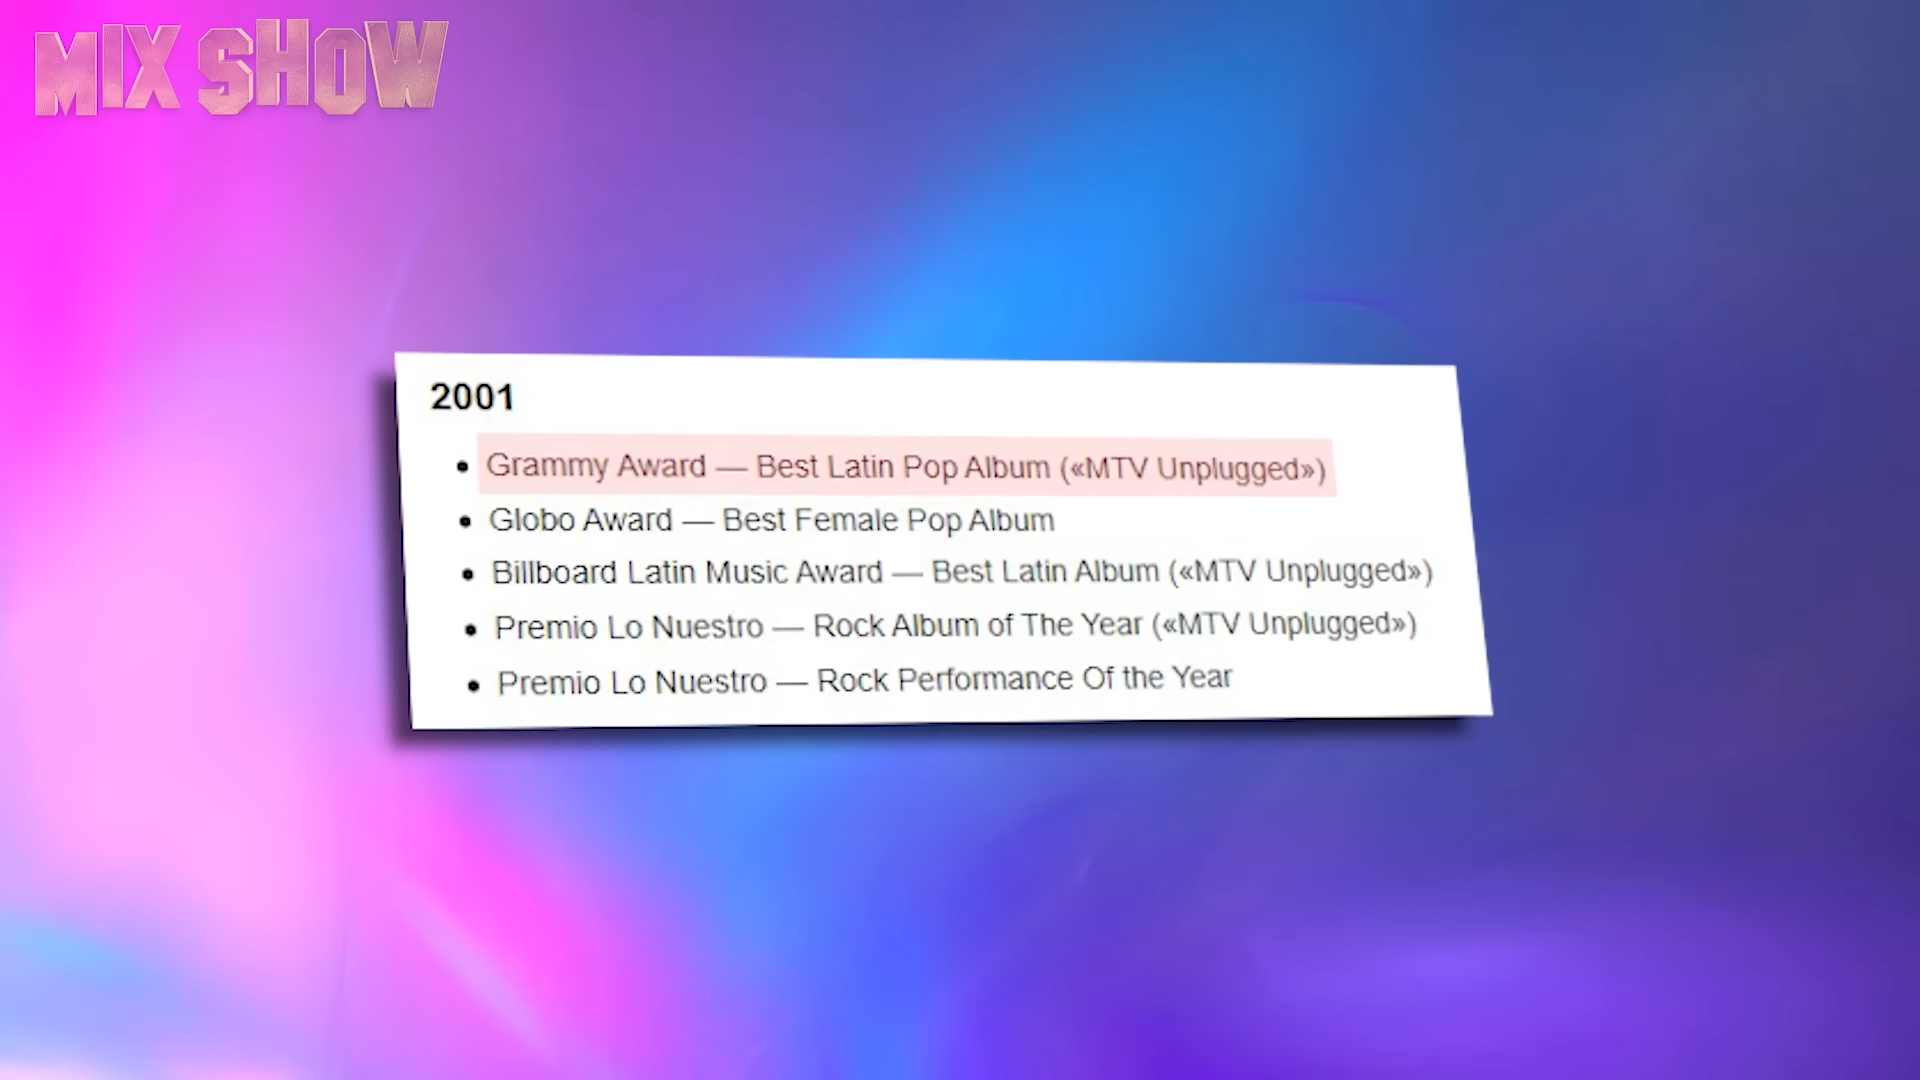 MIX SHOW
2001
Grammy Award — Best Latin Pop Album («MTV Unplugged»)
Globo Award — Best Female Pop Album
Billboard Latin Music Award — Best Latin Album («MTV Unplugged»)
Premio Lo Nuestro — Rock Album of The Year («MTV Unplugged»)
Premio Lo Nuestro — Rock Performance Of the Year